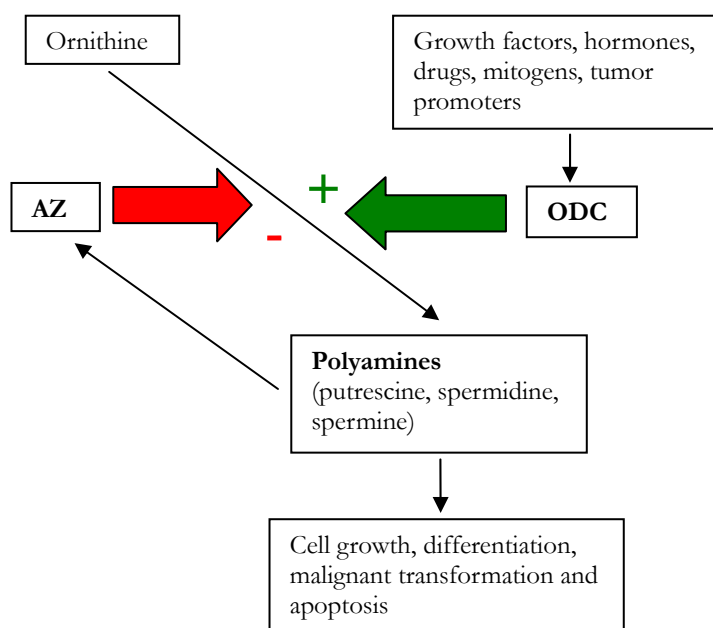 Ornithine
Growth factors, hormones,
drugs, mitogens, tumor
promoters
AZ
+
-
ODC
Polyamines
(putrescine, spermidine,
spermine)
Cell growth, differentiation,
malignant transformation and
apoptosis